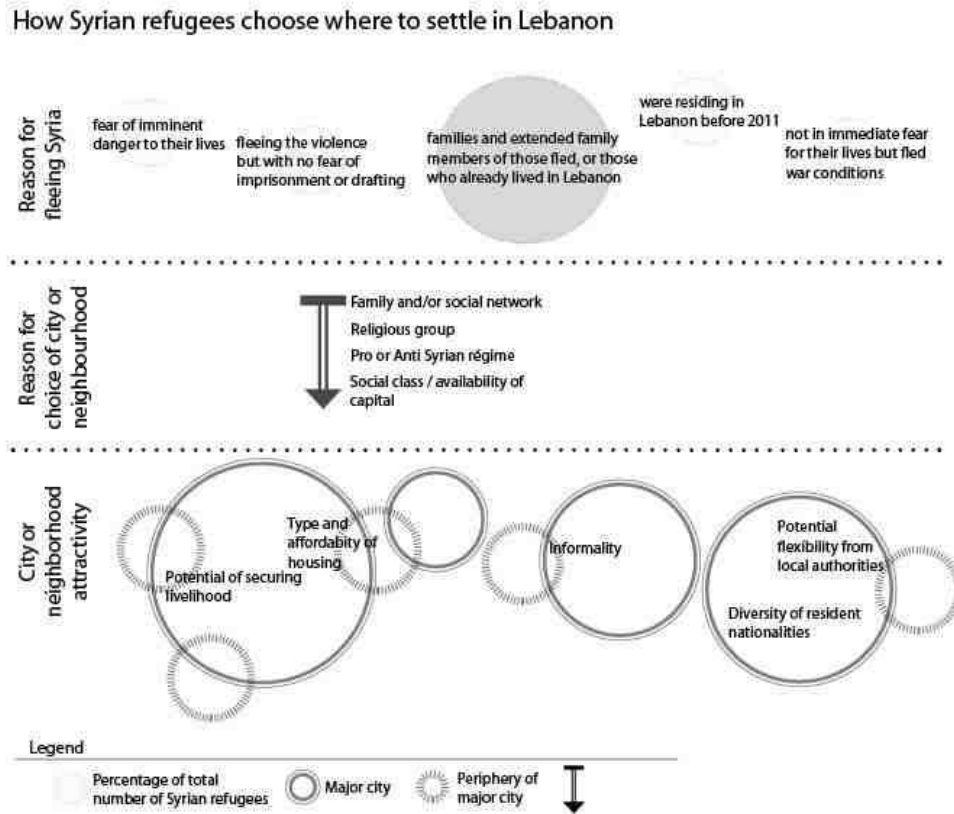 How Syrian refugees choose where to settle in Lebanon
Reason for
fleeing Syria
fear of imminent
danger to their lives
fleeing the violence
but with no fear of
imprisonment or drafting
families and extended family
members of those fled, or those
who already lived in Lebanon
were residing in
Lebanon before 2011
not in immediate fear
for their lives but fled
war conditions
Reason for
choice of city or
neighbourhood
Family and/or social network
Religious group
Pro or Anti Syrian régime
Social class / availability of
capital
City or
neighborhood
attractivity
Type and
affordabity of
housing
Potential of securing
livelihood
Informality
Potential
flexibility from
local authorities
Diversity of resident
nationalities
Legend
Percentage of total
number of Syrian refugees
Major city
Periphery of
major city